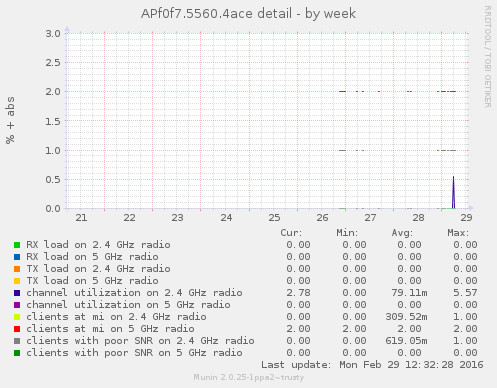 APf0f7.5560.4ace detail - by week
RRDTOOL / TOBI OETIKER
% + abs
3.0
2.5
2.0
1.5
1.0
0.5
0.0
21 22 23 24 25 26 27 28 29
Cur: Min: Avg: Max:
RX load on 2.4 GHz radio 0.00 0.00 0.00 0.00
RX load on 5 GHz radio 0.00 0.00 0.00 0.00
TX load on 2.4 GHz radio 0.00 0.00 0.00 0.00
TX load on 5 GHz radio 0.00 0.00 0.00 0.00
channel utilization on 2.4 GHz radio 2.78 0.00 79.11m 5.57
channel utilization on 5 GHz radio 0.00 0.00 0.00 0.00
clients at mi on 2.4 GHz radio 0.00 0.00 309.52m 1.00
clients at mi on 5 GHz radio 2.00 2.00 2.00 2.00
clients with poor SNR on 2.4 GHz radio 0.00 0.00 619.05m 1.00
clients with poor SNR on 5 GHz radio 0.00 0.00 0.00 0.00
Last update: Mon Feb 29 12:32:28 2016
Munin 2.0.25-1ppa2~trusty